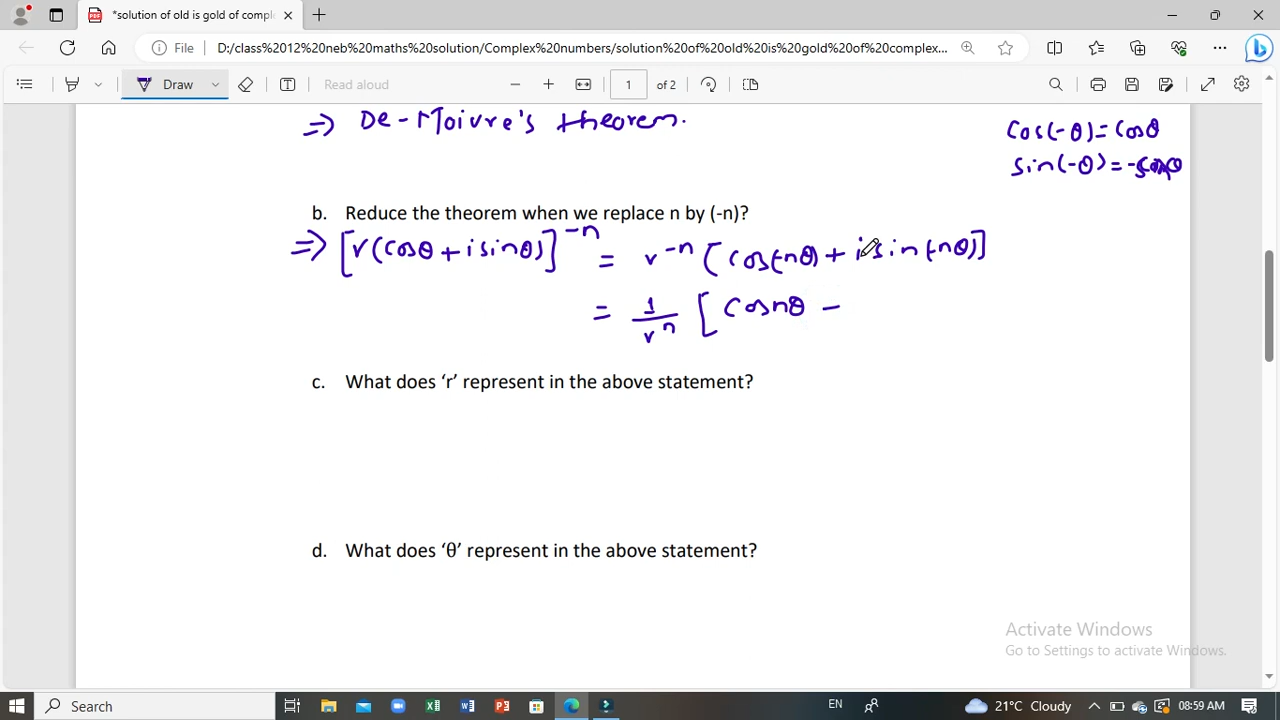 *solution of old is gold of compl
File
D:/class%2012%20neb%20maths%20solution/Complex%20numbers/solution%20of%20old%20is%20gold%20of%20complex...
Draw
Read aloud
1 of 2
=> De-Moivre's theorem.
cos(-θ)=cosθ
sin(-θ)=-sinθ
b. Reduce the theorem when we replace n by (-n)?
=> [r(cosθ+isinθ)]^-n = r^-n [cos(-nθ)+isin(-nθ)]
= 1/r^n [cosnθ -
c. What does ‘r’ represent in the above statement?
d. What does ‘θ’ represent in the above statement?
Activate Windows
Go to Settings to activate Windows.
Search
EN
21°C Cloudy
08:59 AM